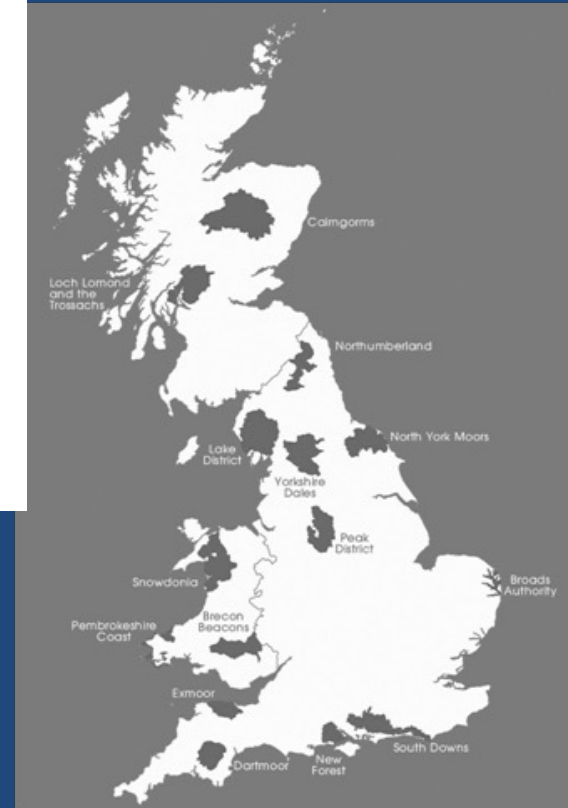 Cairngorms
Loch Lomond
and the
Trossachs
Northumberland
Lake
District
North York Moors
Yorkshire
Dales
Peak
District
Snowdonia
Broads
Authority
Pembrokeshire
Coast
Brecon
Beacons
Exmoor
Dartmoor
New
Forest
South Downs